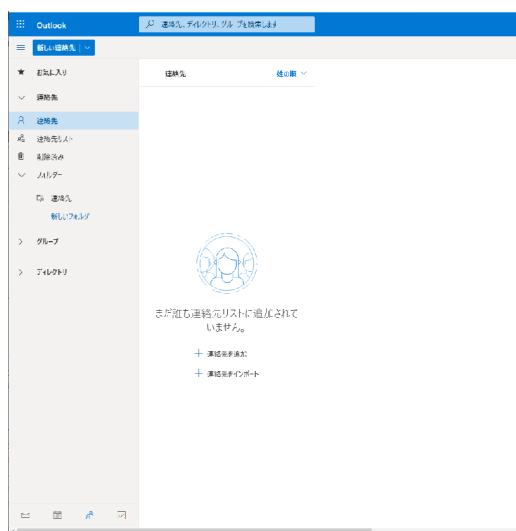 Outlook
連絡先、ディレクトリ、グループを検索します
新しい連絡先
お気に入り
連絡先
姓の順
連絡先
連絡先
連絡先リスト
削除済み
フォルダー
連絡先
新しいフォルダ
グループ
ディレクトリ
まだ誰も連絡先リストに追加されて
いません。
連絡先を追加
連絡先をインポート